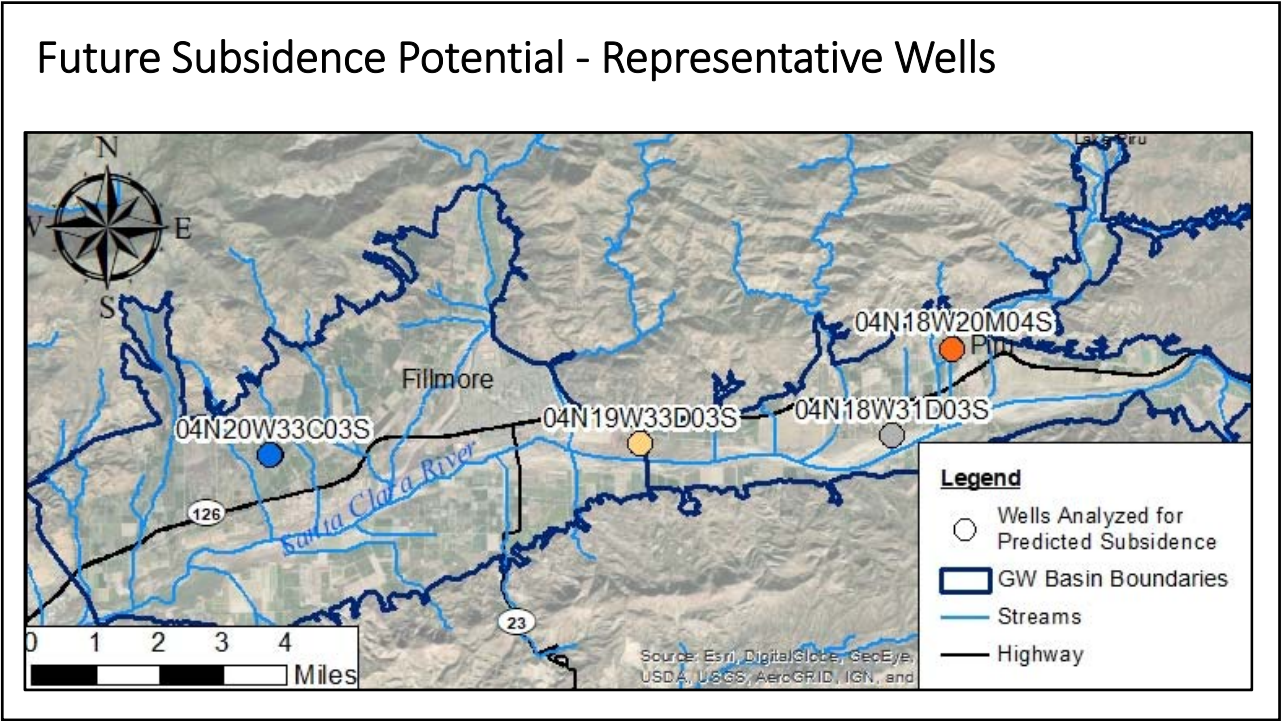 Future Subsidence Potential - Representative Wells
Lake Piru
N
E
S
04N18W20M04S
Piru
Fillmore
04N20W33C03S
04N19W33D03S
04N18W31D03S
126
Santa Clara River
23
Legend
Wells Analyzed for
Predicted Subsidence
GW Basin Boundaries
Streams
Highway
0 1 2 3 4
Miles
Source: Esri, DigitalGlobe, GeoEye,
USDA, USGS, AeroGRID, IGN, and